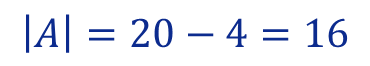 |A| = 20 − 4 = 16